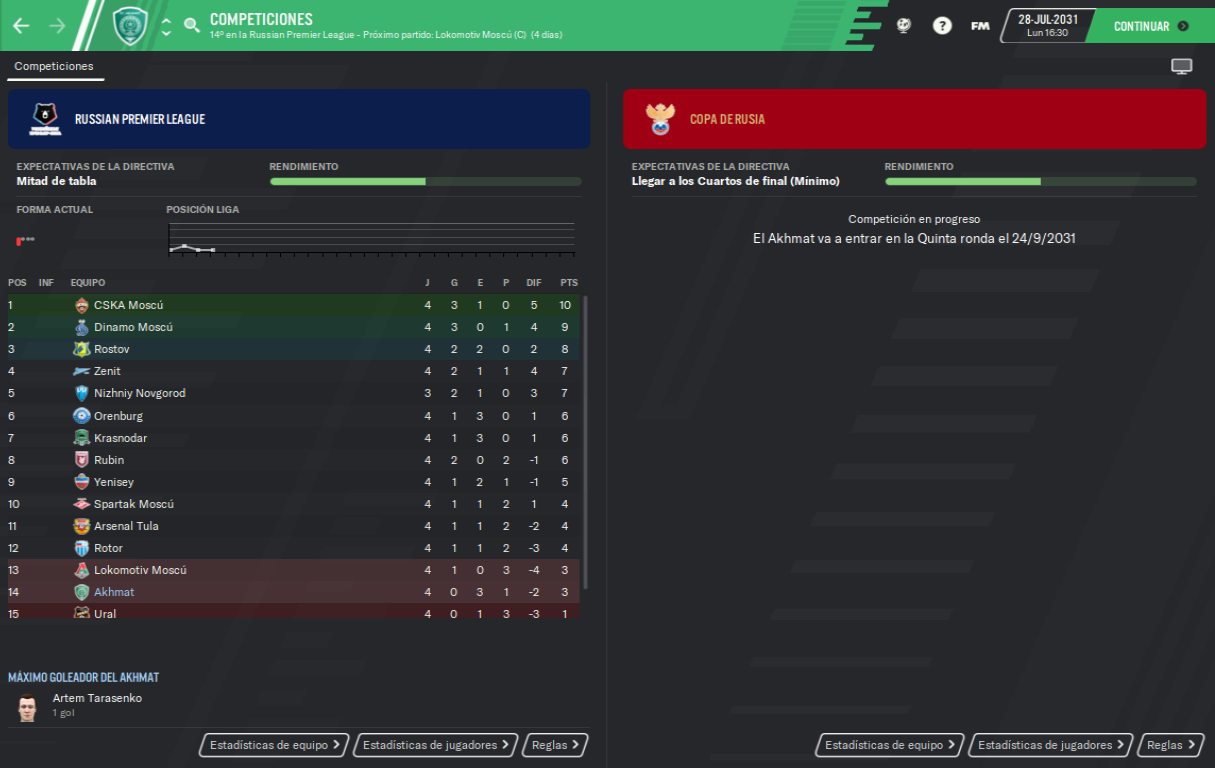 COMPETICIONES
14º en la Russian Premier League - Próximo partido: Lokomotiv Moscú (C) (4 días)
?
FM
28-JUL-2031
Lun 16:30
CONTINUAR
Competiciones
RUSSIAN PREMIER LEAGUE
EXPECTATIVAS DE LA DIRECTIVA RENDIMIENTO
Mitad de tabla
FORMA ACTUAL POSICIÓN LIGA
POS INF EQUIPO J G E P DIF PTS
1 CSKA Moscú 4 3 1 0 5 10
2 Dinamo Moscú 4 3 0 1 4 9
3 Rostov 4 2 2 0 2 8
4 Zenit 4 2 1 1 4 7
5 Nizhniy Novgorod 3 2 1 0 3 7
6 Orenburg 4 1 3 0 1 6
7 Krasnodar 4 1 3 0 1 6
8 Rubin 4 2 0 2 -1 6
9 Yenisey 4 1 2 1 -1 5
10 Spartak Moscú 4 1 1 2 1 4
11 Arsenal Tula 4 1 1 2 -2 4
12 Rotor 4 1 1 2 -3 4
13 Lokomotiv Moscú 4 1 0 3 -4 3
14 Akhmat 4 0 3 1 -2 3
15 Ural 4 0 1 3 -3 1
MÁXIMO GOLEADOR DEL AKHMAT
Artem Tarasenko
1 gol
Estadísticas de equipo Estadísticas de jugadores Reglas
COPA DE RUSIA
EXPECTATIVAS DE LA DIRECTIVA RENDIMIENTO
Llegar a los Cuartos de final (Mínimo)
Competición en progreso
El Akhmat va a entrar en la Quinta ronda el 24/9/2031
Estadísticas de equipo Estadísticas de jugadores Reglas